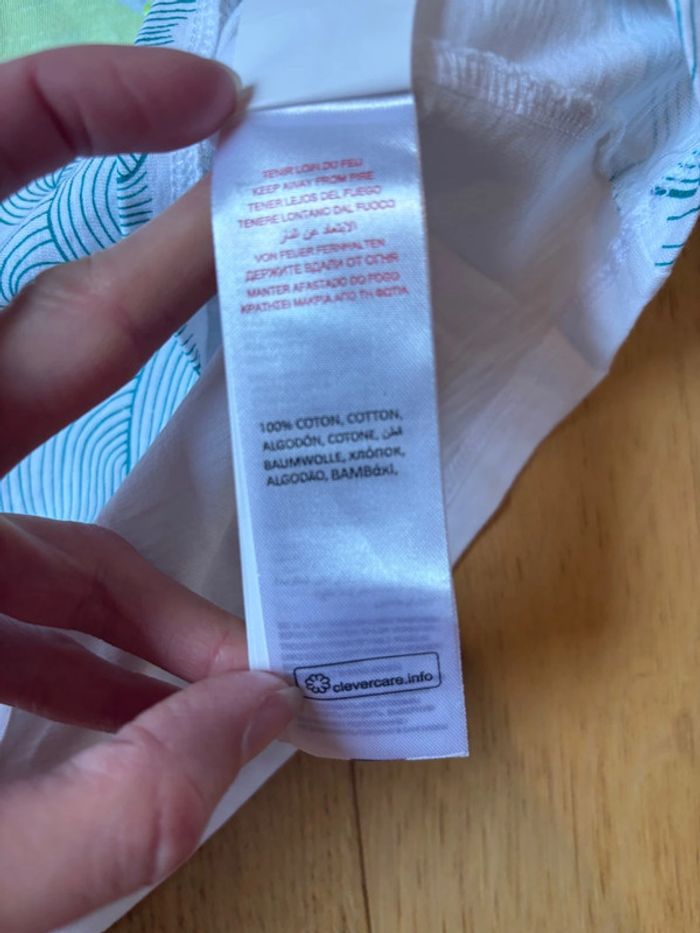 TENIR LOIN DU FEU
KEEP AWAY FROM FIRE
TENER LEJOS DEL FUEGO
TENERE LONTANO DAL FUOCO
الابتعاد عن النار
VON FEUER FERNHALTEN
ДЕРЖИТЕ ВДАЛИ ОТ ОГНЯ
MANTER AFASTADO DO FOGO
ΚΡΑΤΗΣΕΙ ΜΑΚΡΙΑ ΑΠΟ ΤΗ ΦΩΤΙΑ
100% COTON, COTTON,
ALGODÓN, COTONE, قطن
BAUMWOLLE, ХЛОПОК,
ALGODÃO, ΒΑΜΒάκι,
clevercare.info